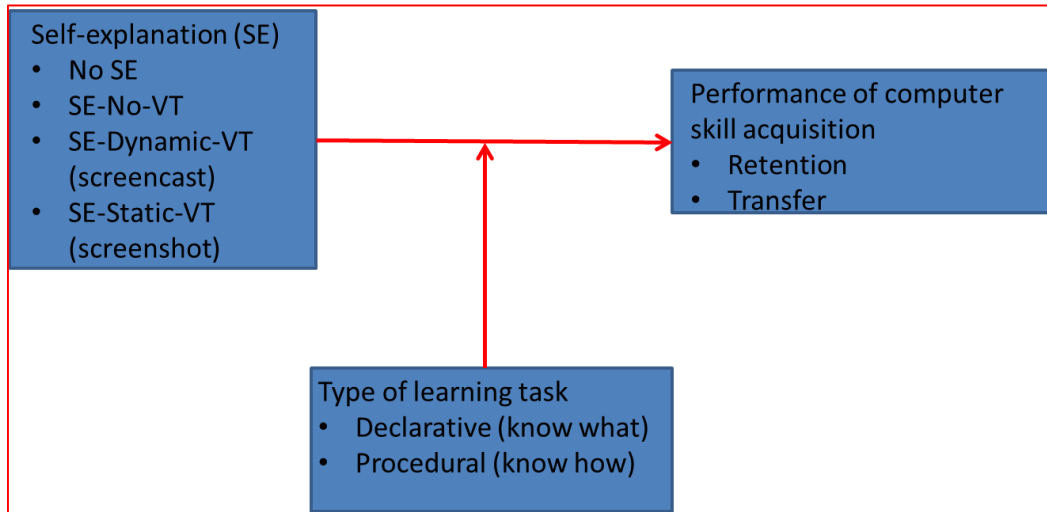 Self-explanation (SE)
• No SE
• SE-No-VT
• SE-Dynamic-VT
(screencast)
• SE-Static-VT
(screenshot)
Performance of computer
skill acquisition
• Retention
• Transfer
Type of learning task
• Declarative (know what)
• Procedural (know how)